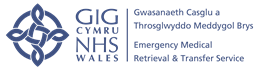 GIG
CYMRU
NHS
WALES
Gwasanaeth Casglu a
Throsglwyddo Meddygol Brys
Emergency Medical
Retrieval & Transfer Service